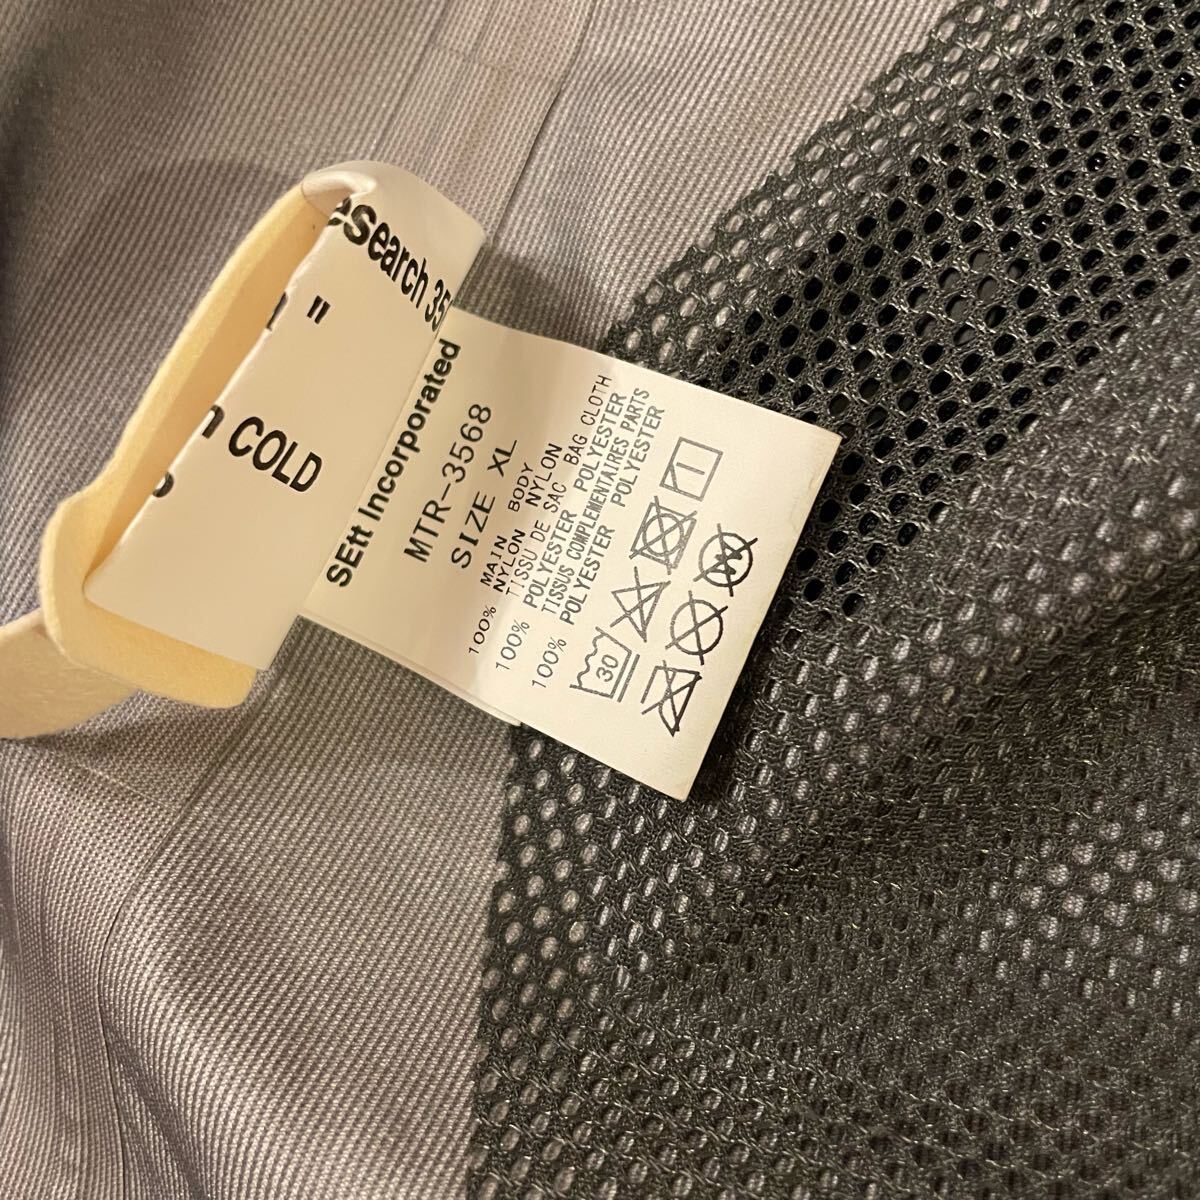 esearch 35
"
COLD
SEtt Incorporated
MTR-3568
SIZE XL
MAIN BODY
100% NYLON NYLON
TISSU DE SAC BAG CLOTH
100% POLYESTER POLYESTER
TISSUS COMPLEMENTAIRES PARTS
100% POLYESTER POLYESTER
30
W